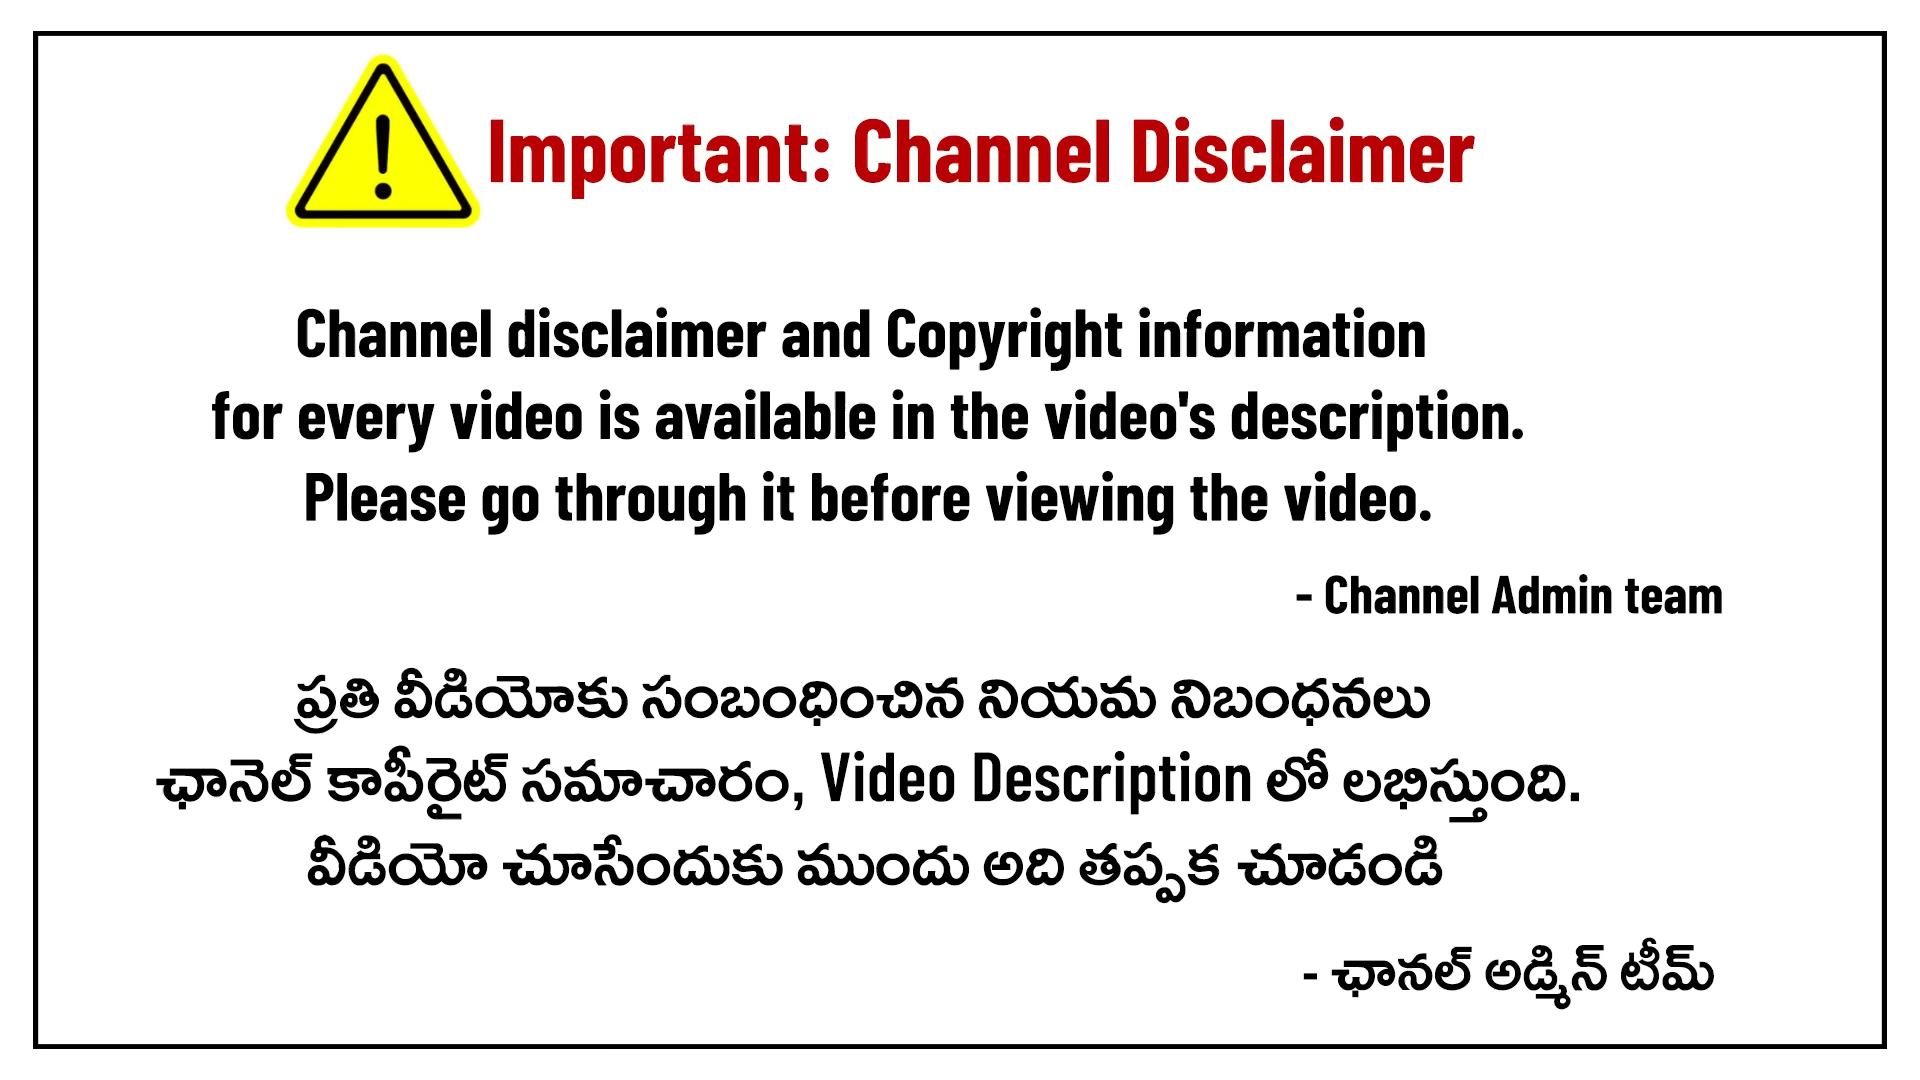 Important: Channel Disclaimer
Channel disclaimer and Copyright information
for every video is available in the video's description.
Please go through it before viewing the video.
- Channel Admin team
ప్రతి వీడియోకు సంబంధించిన నియమ నిబంధనలు
ఛానెల్ కాపీరైట్ సమాచారం, Video Description లో లభిస్తుంది.
వీడియో చూసేందుకు ముందు అది తప్పక చూడండి
- ఛానల్ అడ్మిన్ టీమ్